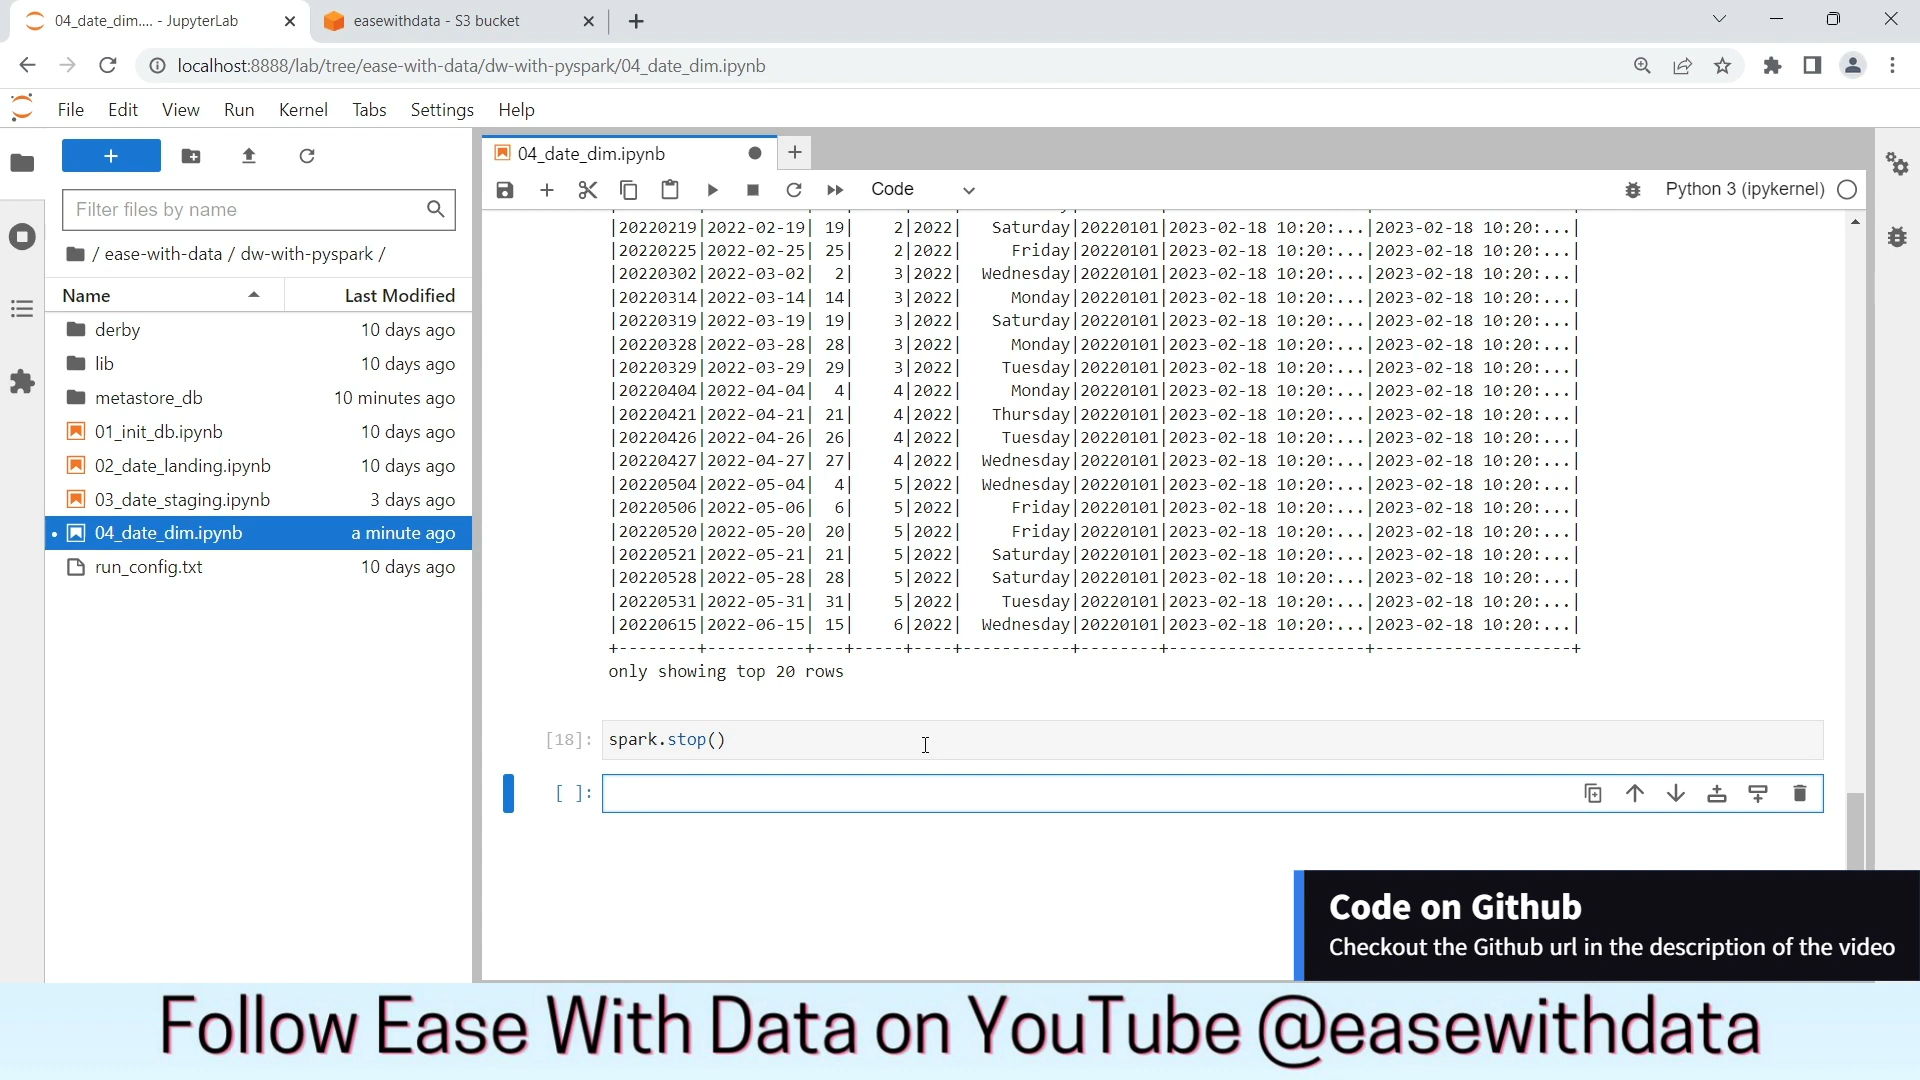 04_date_dim.... - JupyterLab
easewithdata - S3 bucket
localhost:8888/lab/tree/ease-with-data/dw-with-pyspark/04_date_dim.ipynb
File Edit View Run Kernel Tabs Settings Help
04_date_dim.ipynb
Filter files by name
Code
Python 3 (ipykernel)
/ ease-with-data / dw-with-pyspark /
Name Last Modified
derby 10 days ago
lib 10 days ago
metastore_db 10 minutes ago
01_init_db.ipynb 10 days ago
02_date_landing.ipynb 10 days ago
03_date_staging.ipynb 3 days ago
04_date_dim.ipynb a minute ago
run_config.txt 10 days ago
|20220219|2022-02-19| 19|    2|2022|   Saturday|20220101|2023-02-18 10:20:...|2023-02-18 10:20:...|
|20220225|2022-02-25| 25|    2|2022|     Friday|20220101|2023-02-18 10:20:...|2023-02-18 10:20:...|
|20220302|2022-03-02|  2|    3|2022|  Wednesday|20220101|2023-02-18 10:20:...|2023-02-18 10:20:...|
|20220314|2022-03-14| 14|    3|2022|     Monday|20220101|2023-02-18 10:20:...|2023-02-18 10:20:...|
|20220319|2022-03-19| 19|    3|2022|   Saturday|20220101|2023-02-18 10:20:...|2023-02-18 10:20:...|
|20220328|2022-03-28| 28|    3|2022|     Monday|20220101|2023-02-18 10:20:...|2023-02-18 10:20:...|
|20220329|2022-03-29| 29|    3|2022|    Tuesday|20220101|2023-02-18 10:20:...|2023-02-18 10:20:...|
|20220404|2022-04-04|  4|    4|2022|     Monday|20220101|2023-02-18 10:20:...|2023-02-18 10:20:...|
|20220421|2022-04-21| 21|    4|2022|   Thursday|20220101|2023-02-18 10:20:...|2023-02-18 10:20:...|
|20220426|2022-04-26| 26|    4|2022|    Tuesday|20220101|2023-02-18 10:20:...|2023-02-18 10:20:...|
|20220427|2022-04-27| 27|    4|2022|  Wednesday|20220101|2023-02-18 10:20:...|2023-02-18 10:20:...|
|20220504|2022-05-04|  4|    5|2022|  Wednesday|20220101|2023-02-18 10:20:...|2023-02-18 10:20:...|
|20220506|2022-05-06|  6|    5|2022|     Friday|20220101|2023-02-18 10:20:...|2023-02-18 10:20:...|
|20220520|2022-05-20| 20|    5|2022|     Friday|20220101|2023-02-18 10:20:...|2023-02-18 10:20:...|
|20220521|2022-05-21| 21|    5|2022|   Saturday|20220101|2023-02-18 10:20:...|2023-02-18 10:20:...|
|20220528|2022-05-28| 28|    5|2022|   Saturday|20220101|2023-02-18 10:20:...|2023-02-18 10:20:...|
|20220531|2022-05-31| 31|    5|2022|    Tuesday|20220101|2023-02-18 10:20:...|2023-02-18 10:20:...|
|20220615|2022-06-15| 15|    6|2022|  Wednesday|20220101|2023-02-18 10:20:...|2023-02-18 10:20:...|
+--------+----------+---+-----+----+-----------+--------+--------------------+--------------------+
only showing top 20 rows
[18]: spark.stop()
[ ]:
Code on Github
Checkout the Github url in the description of the video
Follow Ease With Data on YouTube @easewithdata